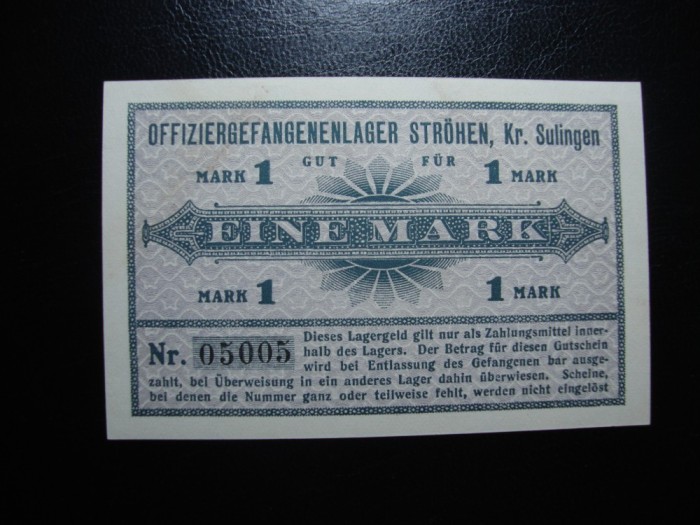 OFFIZIERGEFANGENENLAGER STRÖHEN, Kr. Sulingen
GUT FÜR
MARK 1 1 MARK
EINE MARK
MARK 1 1 MARK
Nr. 05005
Dieses Lagergeld gilt nur als Zahlungsmittel inner-
halb des Lagers. Der Betrag für diesen Gutschein
wird bei Entlassung des Gefangenen bar ausge-
zahlt, bei Überweisung in ein anderes Lager dahin überwiesen. Scheine,
bei denen die Nummer ganz oder teilweise fehlt, werden nicht eingelöst